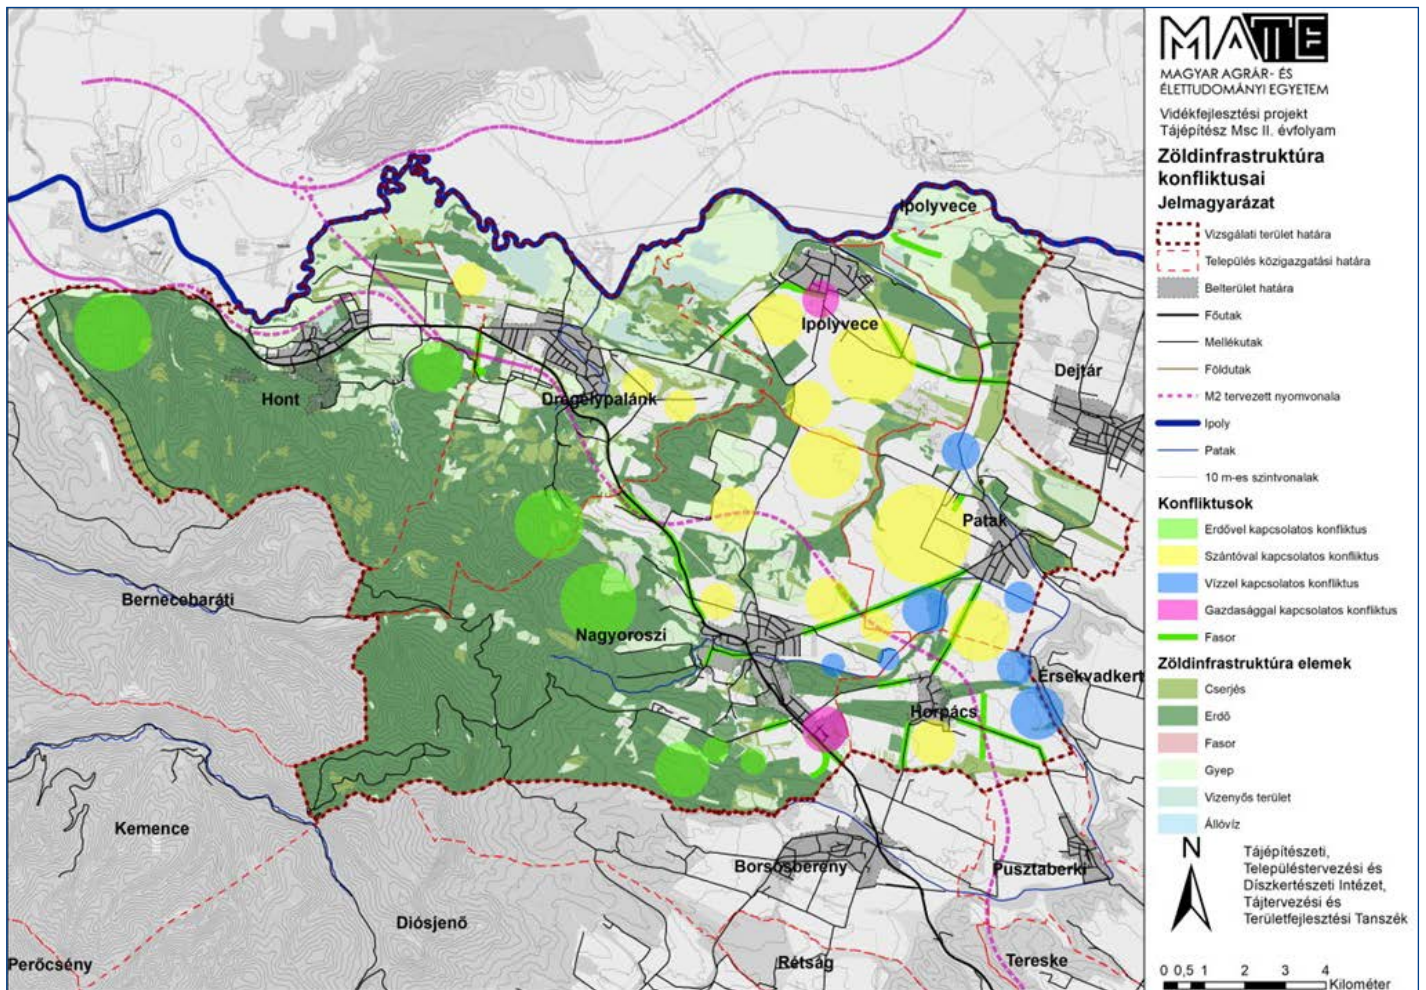 MATE
MAGYAR AGRÁR- ÉS
ÉLETTUDOMÁNYI EGYETEM
Vidékfejlesztési projekt
Tájépítész Msc II. évfolyam
Zöldinfrastruktúra
konfliktusai
Jelmagyarázat
Vizsgálati terület határa
Település közigazgatási határa
Belterület határa
Főutak
Mellékutak
Földutak
M2 tervezett nyomvonala
Ipoly
Patak
10 m-es szintvonalak
Konfliktusok
Erdővel kapcsolatos konfliktus
Szántóval kapcsolatos konfliktus
Vízzel kapcsolatos konfliktus
Gazdasággal kapcsolatos konfliktus
Fasor
Zöldinfrastruktúra elemek
Cserjés
Erdő
Fasor
Gyep
Vizenyős terület
Állóvíz
N
Tájépítészeti,
Településtervezési és
Díszkertészeti Intézet,
Tájtervezési és
Területfejlesztési Tanszék
0 0,5 1 2 3 4
Kilométer
Ipolyvece
Ipolyvece
Dejtár
Hont
Drégelypalánk
Patak
Bernecebaráti
Nagyoroszi
Érsekvadkert
Horpács
Kemence
Borsosberény
Pusztaberki
Diósjenő
Perőcsény
Rétság
Tereske